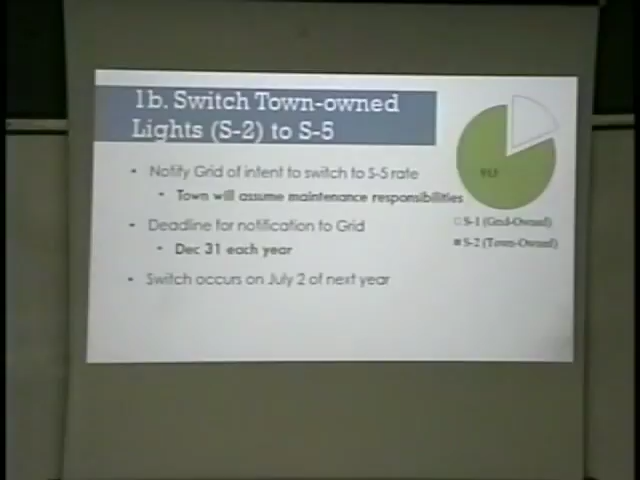 1b. Switch Town-owned
Lights (S-2) to S-5
• Notify Grid of intent to switch to S-5 rate
• Town will assume maintenance responsibilities
• Deadline for notification to Grid
• Dec 31 each year
• Switch occurs on July 2 of next year
S-1 (Grid-Owned)
S-2 (Town-Owned)